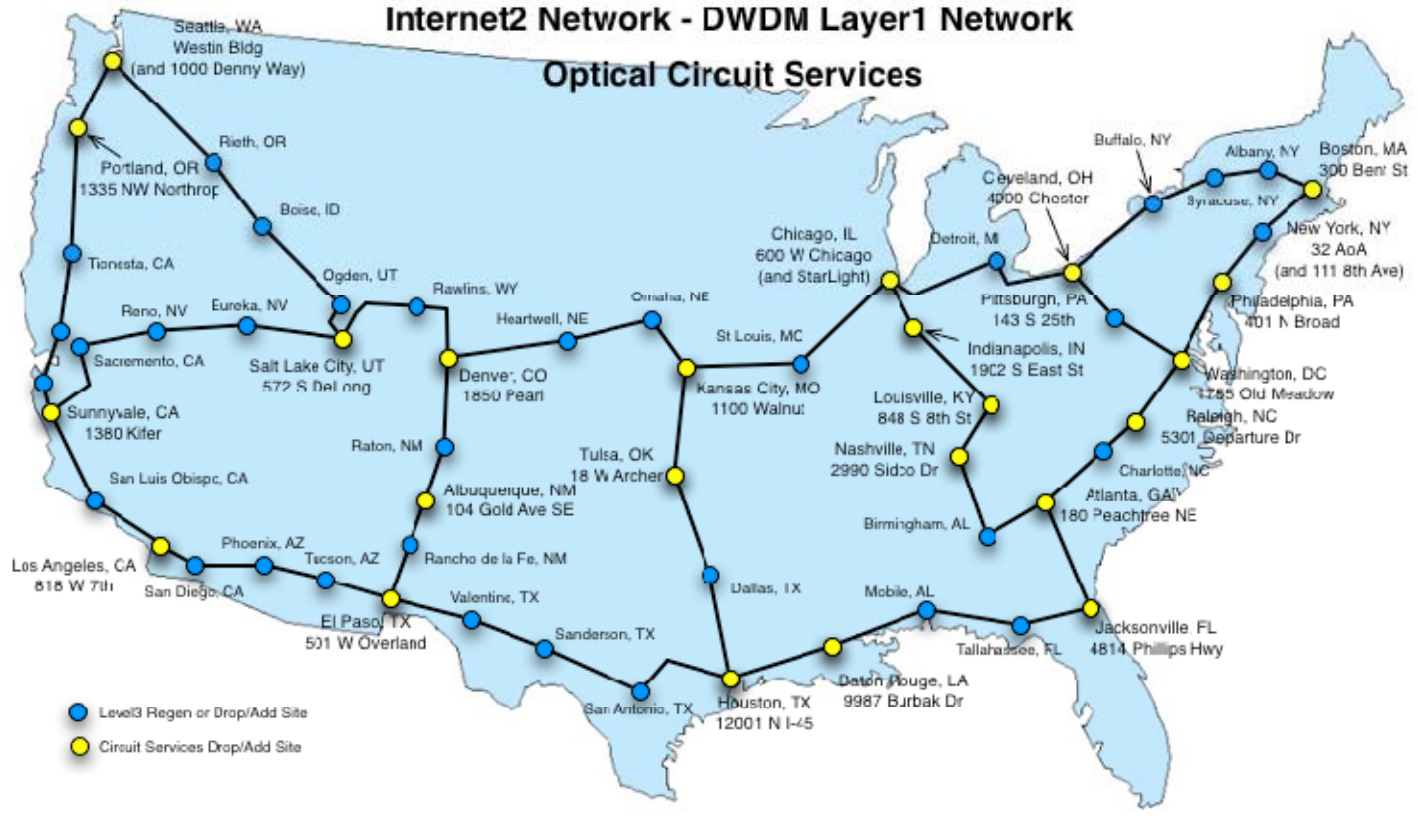 Internet2 Network - DWDM Layer1 Network
Optical Circuit Services
Seattle, WA
Westin Bldg
(and 1000 Denny Way)
Portland, OR
1335 NW Northrop
Rieth, OR
Boise, ID
Tionesta, CA
Ogden, UT
Reno, NV
Eureka, NV
Rawlins, WY
Sacremento, CA
Salt Lake City, UT
572 S DeLong
Sunnyvale, CA
1380 Kifer
San Luis Obispo, CA
Los Angeles, CA
818 W 7th
San Diego, CA
Phoenix, AZ
Tucson, AZ
El Paso, TX
501 W Overland
Rancho de la Fe, NM
Albuquerque, NM
104 Gold Ave SE
Raton, NM
Denver, CO
1850 Pearl
Heartwell, NE
Omaha, NE
Kansas City, MO
1100 Walnut
St Louis, MC
Tulsa, OK
18 W Archer
Dallas, TX
Valentine, TX
Sanderson, TX
San Antonio, TX
Houston, TX
12001 N I-45
Baton Rouge, LA
9987 Burbak Dr
Mobile, AL
Tallahassee, FL
Jacksonville, FL
4814 Phillips Hwy
Birmingham, AL
Atlanta, GA
180 Peachtree NE
Charlotte, NC
Raleigh, NC
5301 Departure Dr
Nashville, TN
2990 Sidco Dr
Louisville, KY
848 S 8th St
Indianapolis, IN
1902 S East St
Chicago, IL
600 W Chicago
(and StarLight)
Detroit, MI
Cleveland, OH
4000 Chester
Pittsburgh, PA
143 S 25th
Buffalo, NY
Syracuse, NY
Albany, NY
Boston, MA
300 Bent St
New York, NY
32 AoA
(and 111 8th Ave)
Philadelphia, PA
401 N Broad
Washington, DC
1755 Old Meadow
Level3 Regen or Drop/Add Site
Circuit Services Drop/Add Site